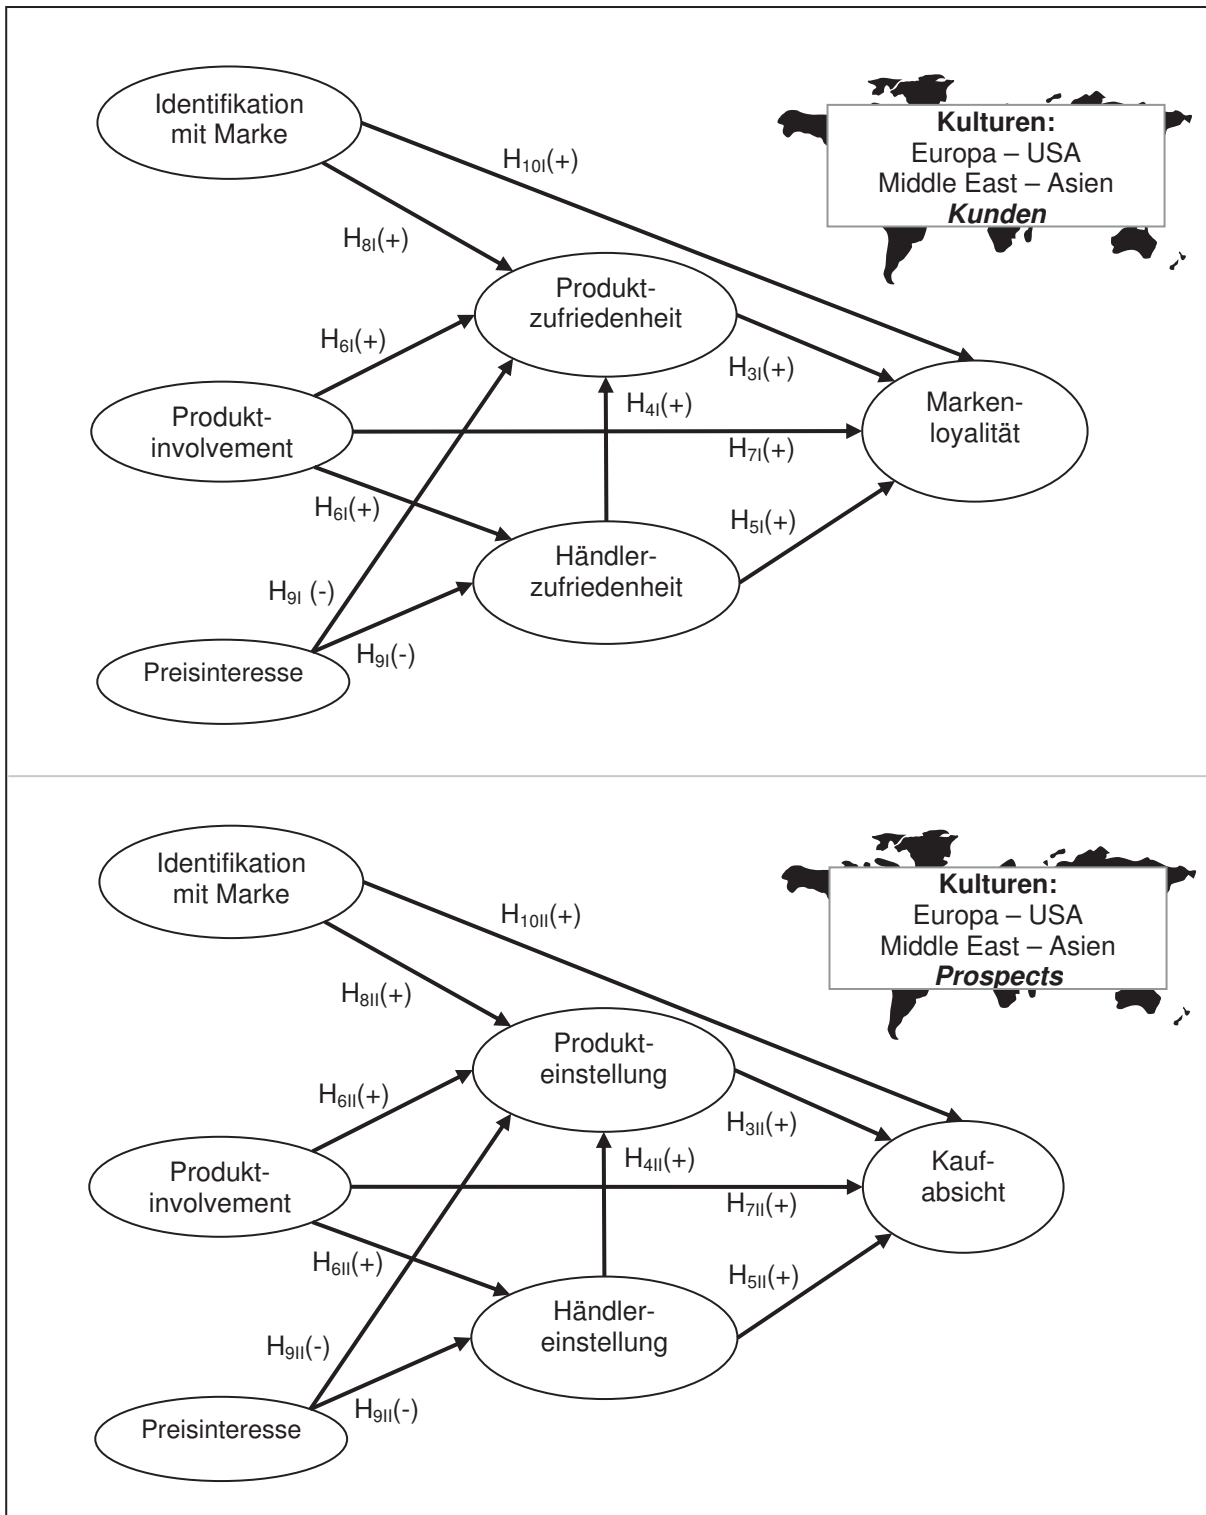 Identifikation
mit Marke
Kulturen:
Europa – USA
Middle East – Asien
Kunden
H10I(+)
H8I(+)
Produkt-
zufriedenheit
H6I(+)
H3I(+)
Produkt-
involvement
H4I(+)
Marken-
loyalität
H7I(+)
H6I(+)
H5I(+)
Händler-
zufriedenheit
H9I (-)
H9I(-)
Preisinteresse
Identifikation
mit Marke
Kulturen:
Europa – USA
Middle East – Asien
Prospects
H10II(+)
H8II(+)
Produkt-
einstellung
H6II(+)
H3II(+)
Produkt-
involvement
H4II(+)
Kauf-
absicht
H7II(+)
H6II(+)
H5II(+)
Händler-
einstellung
H9II(-)
H9II(-)
Preisinteresse